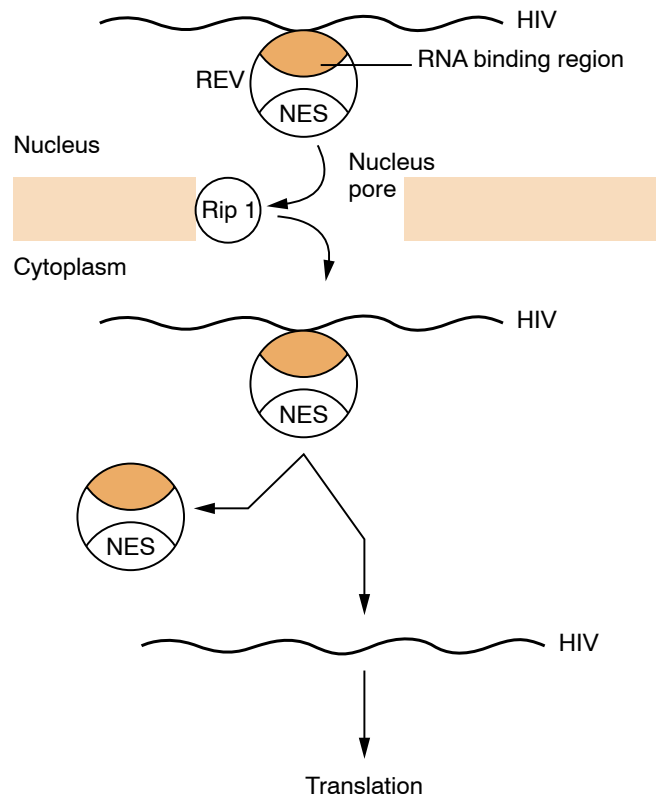 HIV
RNA binding region
REV
NES
Nucleus
Nucleus
pore
Rip 1
Cytoplasm
HIV
NES
NES
HIV
Translation